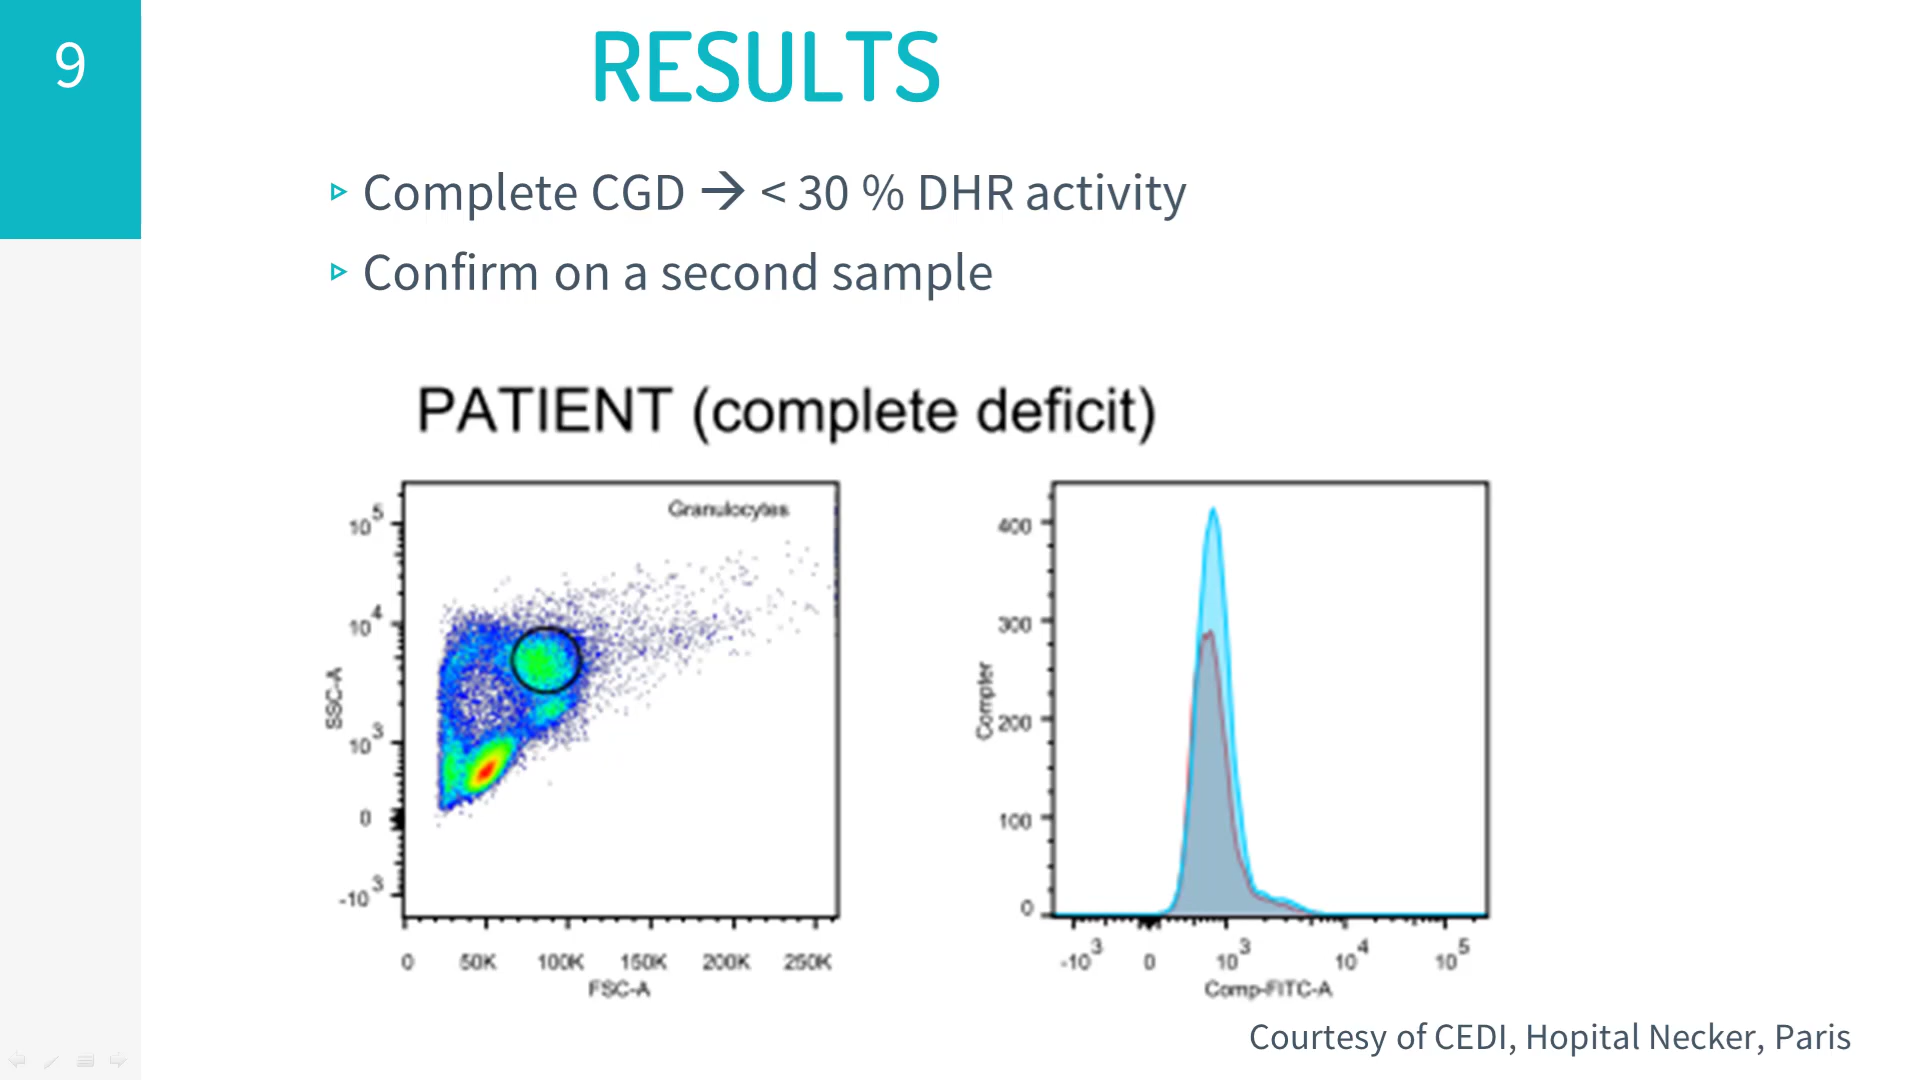 9
RESULTS
▹ Complete CGD → < 30 % DHR activity
▹ Confirm on a second sample
PATIENT (complete deficit)
Granulocytes
10^5
10^4
10^3
0
-10^3
SSC-A
0 50K 100K 150K 200K 250K
FSC-A
400
300
200
100
0
Compter
-10^3 0 10^3 10^4 10^5
Comp-FITC-A
Courtesy of CEDI, Hopital Necker, Paris